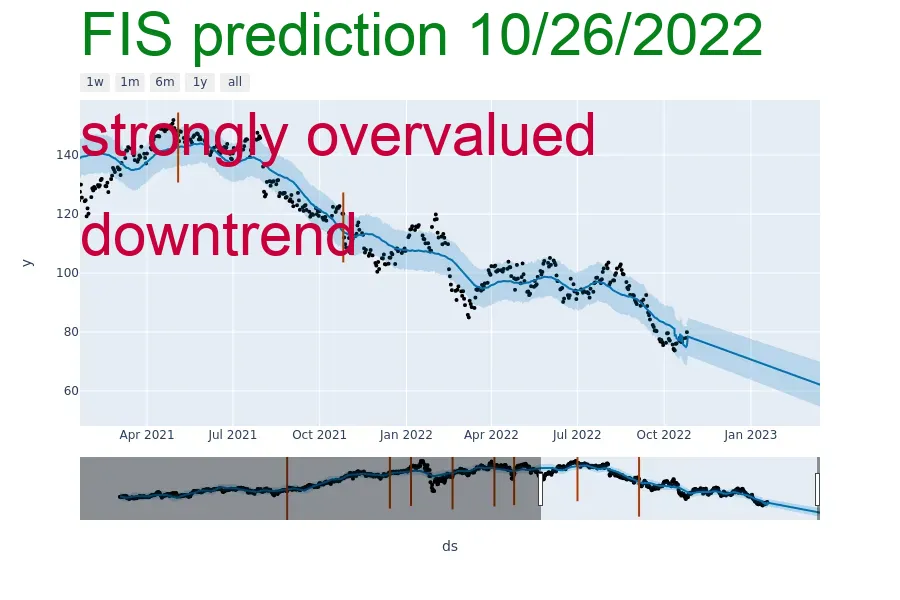 FIS prediction 10/26/2022
1w 1m 6m 1y all
strongly overvalued
140
120
downtrend
y
100
80
60
Apr 2021 Jul 2021 Oct 2021 Jan 2022 Apr 2022 Jul 2022 Oct 2022 Jan 2023
ds